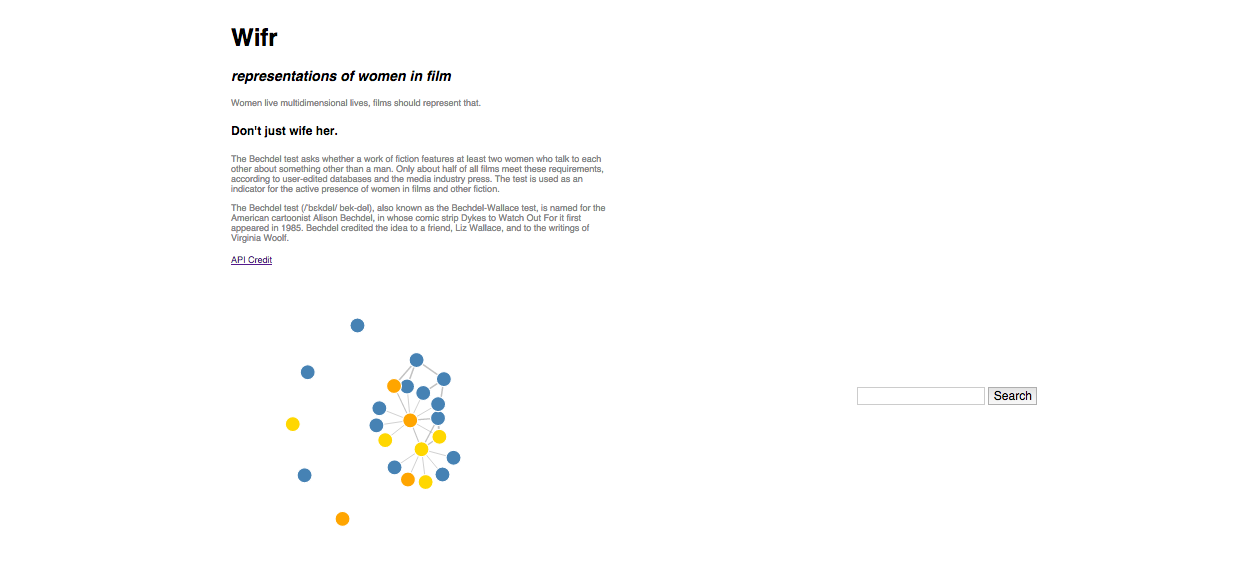 Wifr
representations of women in film
Women live multidimensional lives, films should represent that.
Don't just wife her.
The Bechdel test asks whether a work of fiction features at least two women who talk to each
other about something other than a man. Only about half of all films meet these requirements,
according to user-edited databases and the media industry press. The test is used as an
indicator for the active presence of women in films and other fiction.
The Bechdel test (/ˈbɛkdəl/ bek-dəl), also known as the Bechdel-Wallace test, is named for the
American cartoonist Alison Bechdel, in whose comic strip Dykes to Watch Out For it first
appeared in 1985. Bechdel credited the idea to a friend, Liz Wallace, and to the writings of
Virginia Woolf.
API Credit
Search